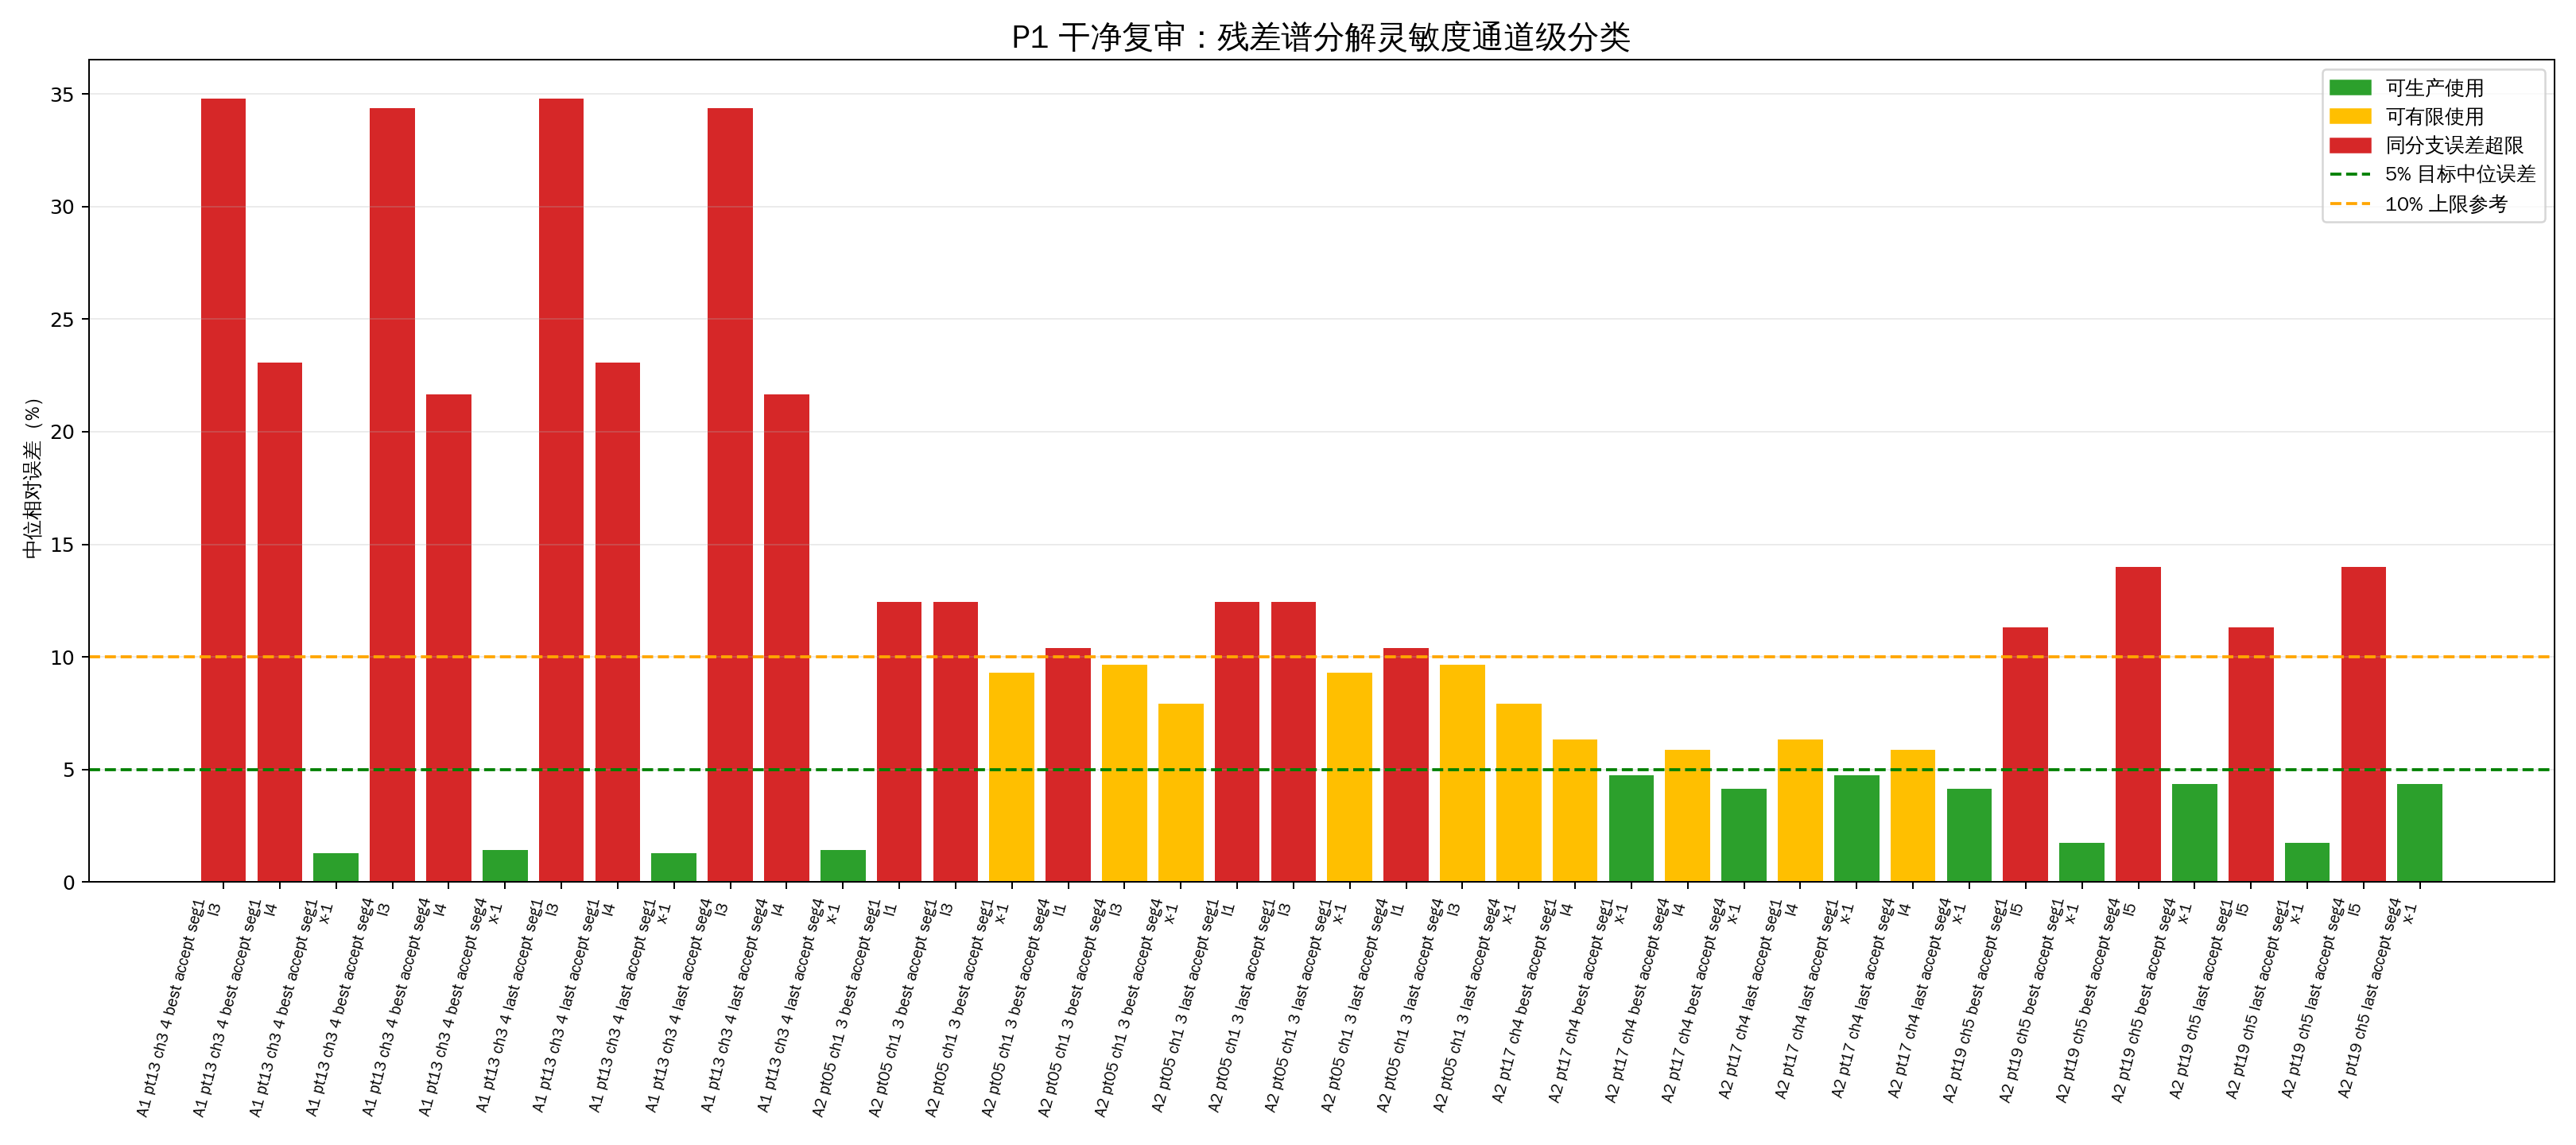 P1 干净复审：残差谱分解灵敏度通道级分类
可生产使用
可有限使用
同分支误差超限
5% 目标中位误差
10% 上限参考
中位相对误差（%）
35
30
25
20
15
10
5
0
A1 pt13 ch3 4 best accept seg1
l3
A1 pt13 ch3 4 best accept seg1
l4
A1 pt13 ch3 4 best accept seg1
x-1
A1 pt13 ch3 4 best accept seg4
l3
A1 pt13 ch3 4 best accept seg4
l4
A1 pt13 ch3 4 best accept seg4
x-1
A1 pt13 ch3 4 last accept seg1
l3
A1 pt13 ch3 4 last accept seg1
l4
A1 pt13 ch3 4 last accept seg1
x-1
A1 pt13 ch3 4 last accept seg4
l3
A1 pt13 ch3 4 last accept seg4
l4
A1 pt13 ch3 4 last accept seg4
x-1
A2 pt05 ch1 3 best accept seg1
l1
A2 pt05 ch1 3 best accept seg1
l3
A2 pt05 ch1 3 best accept seg1
x-1
A2 pt05 ch1 3 best accept seg4
l1
A2 pt05 ch1 3 best accept seg4
l3
A2 pt05 ch1 3 best accept seg4
x-1
A2 pt05 ch1 3 last accept seg1
l1
A2 pt05 ch1 3 last accept seg1
l3
A2 pt05 ch1 3 last accept seg1
x-1
A2 pt05 ch1 3 last accept seg4
l1
A2 pt05 ch1 3 last accept seg4
l3
A2 pt05 ch1 3 last accept seg4
x-1
A2 pt17 ch4 best accept seg1
l4
A2 pt17 ch4 best accept seg1
x-1
A2 pt17 ch4 best accept seg4
l4
A2 pt17 ch4 best accept seg4
x-1
A2 pt17 ch4 last accept seg1
l4
A2 pt17 ch4 last accept seg1
x-1
A2 pt17 ch4 last accept seg4
l4
A2 pt17 ch4 last accept seg4
x-1
A2 pt19 ch5 best accept seg1
l5
A2 pt19 ch5 best accept seg1
x-1
A2 pt19 ch5 best accept seg4
l5
A2 pt19 ch5 best accept seg4
x-1
A2 pt19 ch5 last accept seg1
l5
A2 pt19 ch5 last accept seg1
x-1
A2 pt19 ch5 last accept seg4
l5
A2 pt19 ch5 last accept seg4
x-1